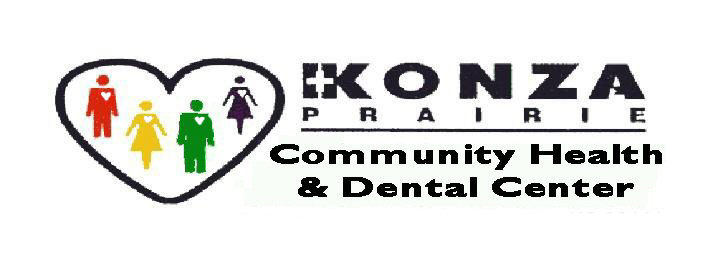 KONZA
PRAIRIE
Community Health
& Dental Center